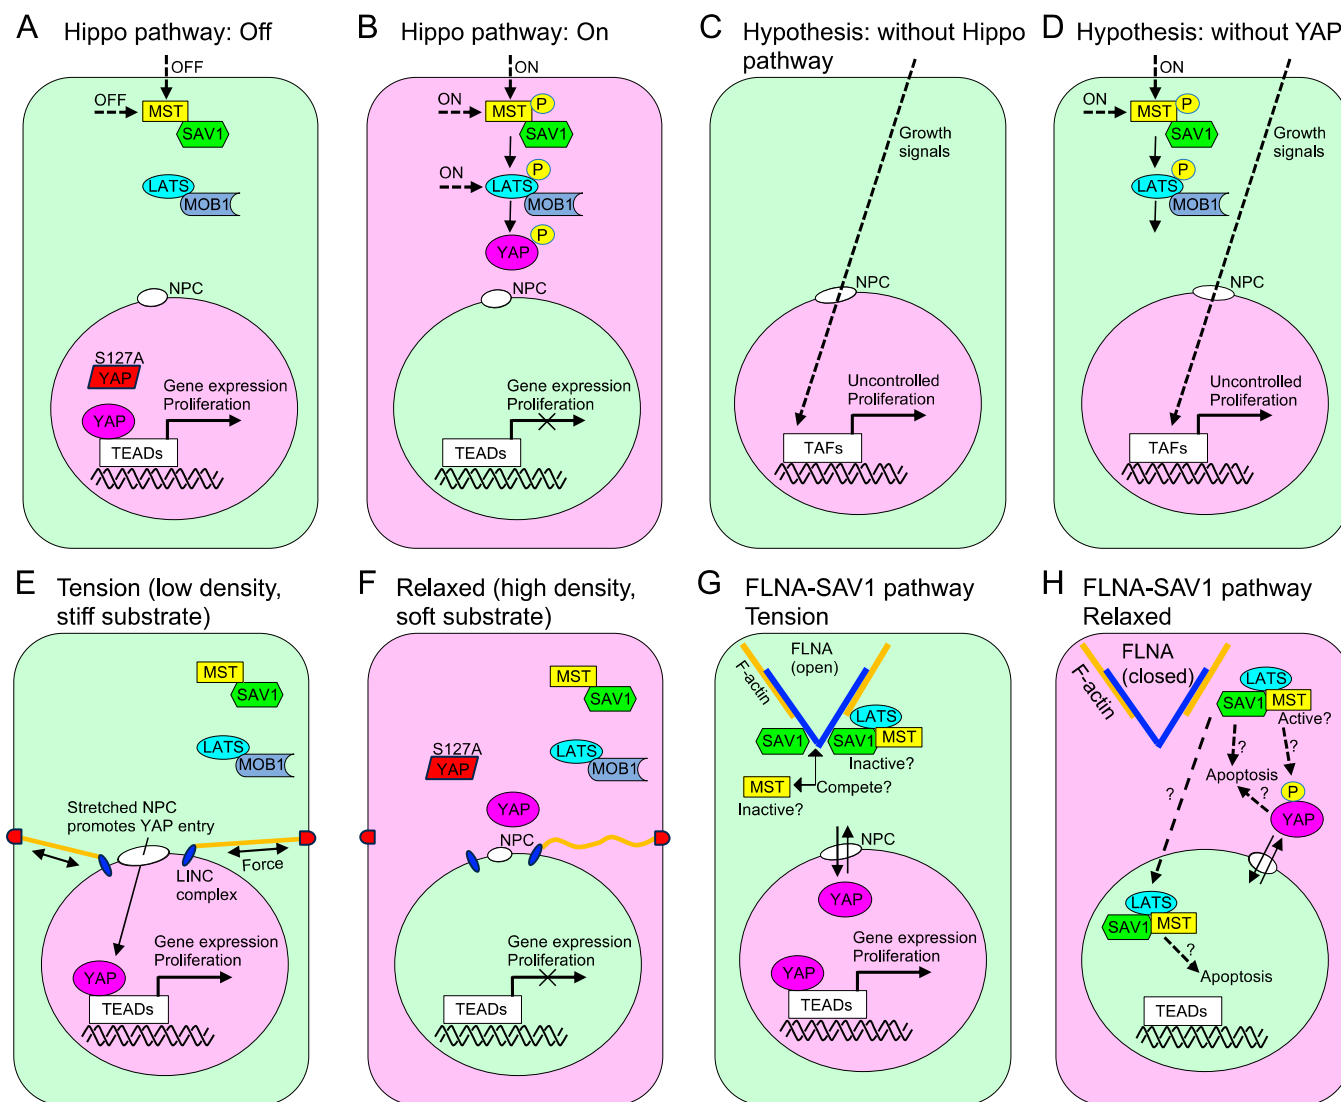 A Hippo pathway: Off
OFF
OFF
MST
SAV1
LATS
MOB1
NPC
S127A
YAP
Gene expression
Proliferation
YAP
TEADs
B Hippo pathway: On
ON
ON
MST
P
SAV1
P
ON
LATS
MOB1
P
YAP
NPC
Gene expression
Proliferation
TEADs
C Hypothesis: without Hippo
pathway
Growth
signals
NPC
Uncontrolled
Proliferation
TAFs
D Hypothesis: without YAP
ON
ON
MST
P
SAV1
Growth
signals
P
LATS
MOB1
NPC
Uncontrolled
Proliferation
TAFs
E Tension (low density,
stiff substrate)
MST
SAV1
LATS
MOB1
Stretched NPC
promotes YAP entry
Force
LINC
complex
Gene expression
Proliferation
YAP
TEADs
F Relaxed (high density,
soft substrate)
MST
SAV1
S127A
YAP
LATS
MOB1
YAP
NPC
Gene expression
Proliferation
TEADs
G FLNA-SAV1 pathway
Tension
FLNA
(open)
F-actin
LATS
SAV1
SAV1
MST
Inactive?
MST
Compete?
Inactive?
NPC
YAP
Gene expression
Proliferation
YAP
TEADs
H FLNA-SAV1 pathway
Relaxed
FLNA
(closed)
F-actin
LATS
SAV1
MST
Active?
?
?
Apoptosis
?
?
P
YAP
LATS
SAV1
MST
?
Apoptosis
TEADs